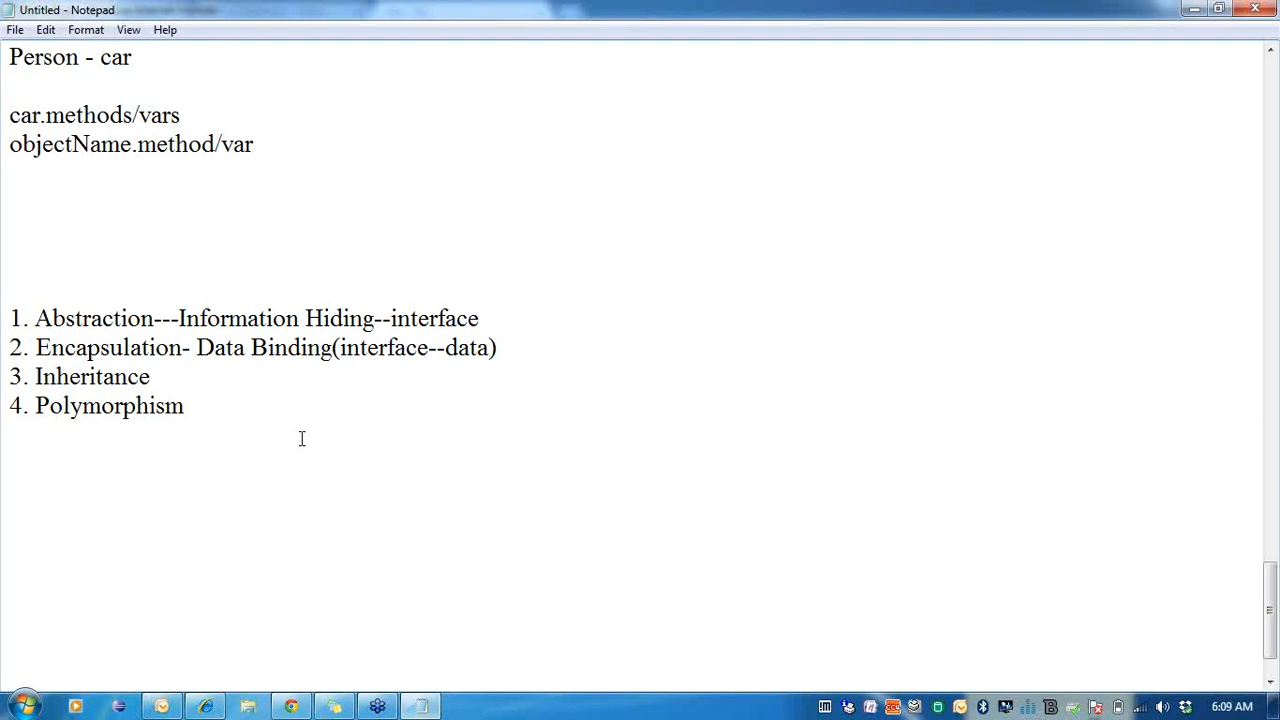 Untitled - Notepad
File Edit Format View Help
Person - car
car.methods/vars
objectName.method/var
1. Abstraction---Information Hiding--interface
2. Encapsulation- Data Binding(interface--data)
3. Inheritance
4. Polymorphism
6:09 AM